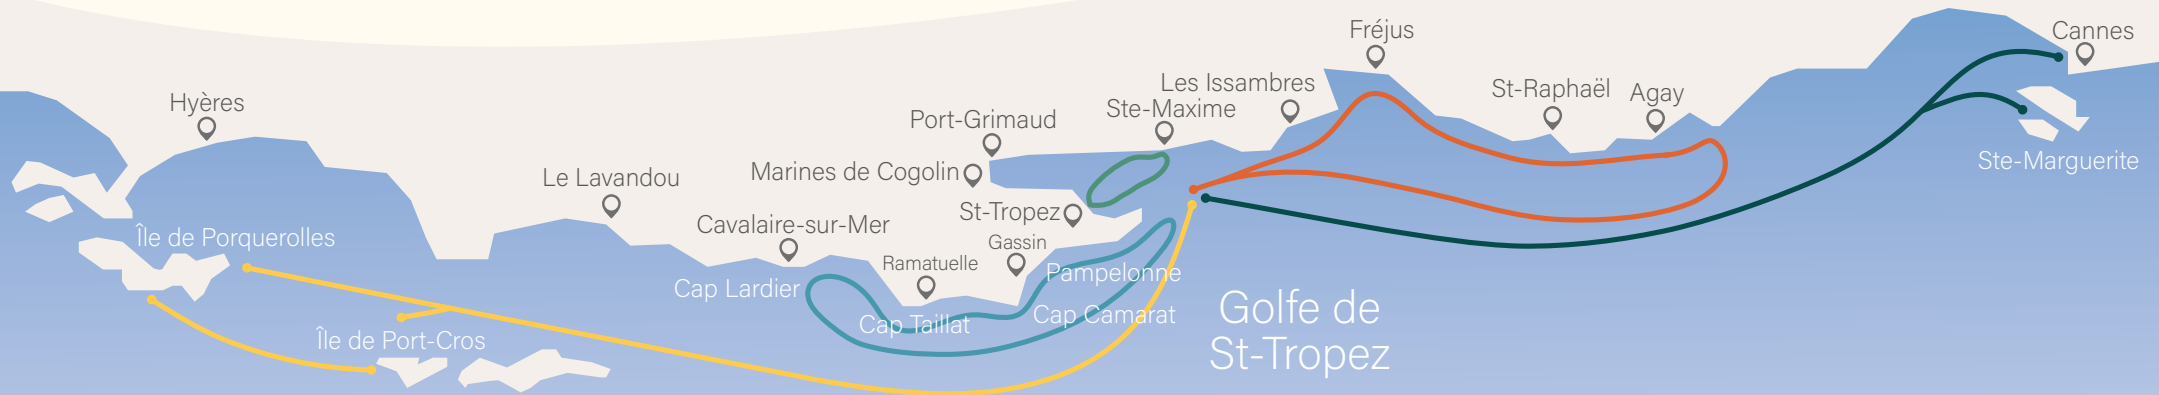 Hyères
Île de Porquerolles
Île de Port-Cros
Le Lavandou
Cavalaire-sur-Mer
Cap Lardier
Ramatuelle
Cap Taillat
Gassin
Pampelonne
Cap Camarat
St-Tropez
Marines de Cogolin
Port-Grimaud
Ste-Maxime
Les Issambres
Golfe de
St-Tropez
Fréjus
St-Raphaël
Agay
Cannes
Ste-Marguerite